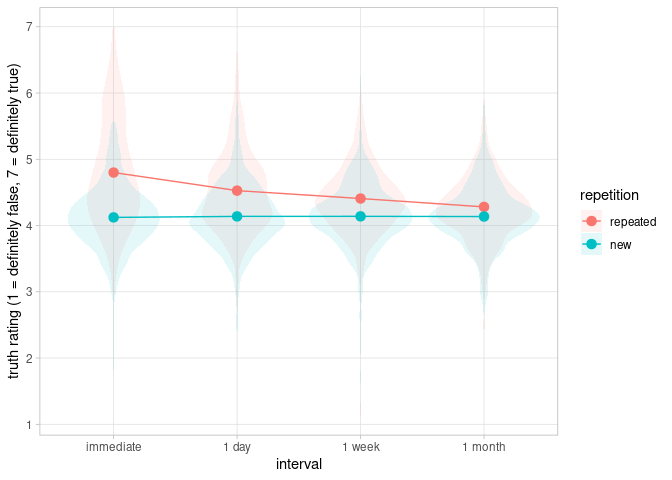 truth rating (1 = definitely false, 7 = definitely true)
7
6
5
4
3
2
1
immediate
1 day
1 week
1 month
interval
repetition
repeated
new